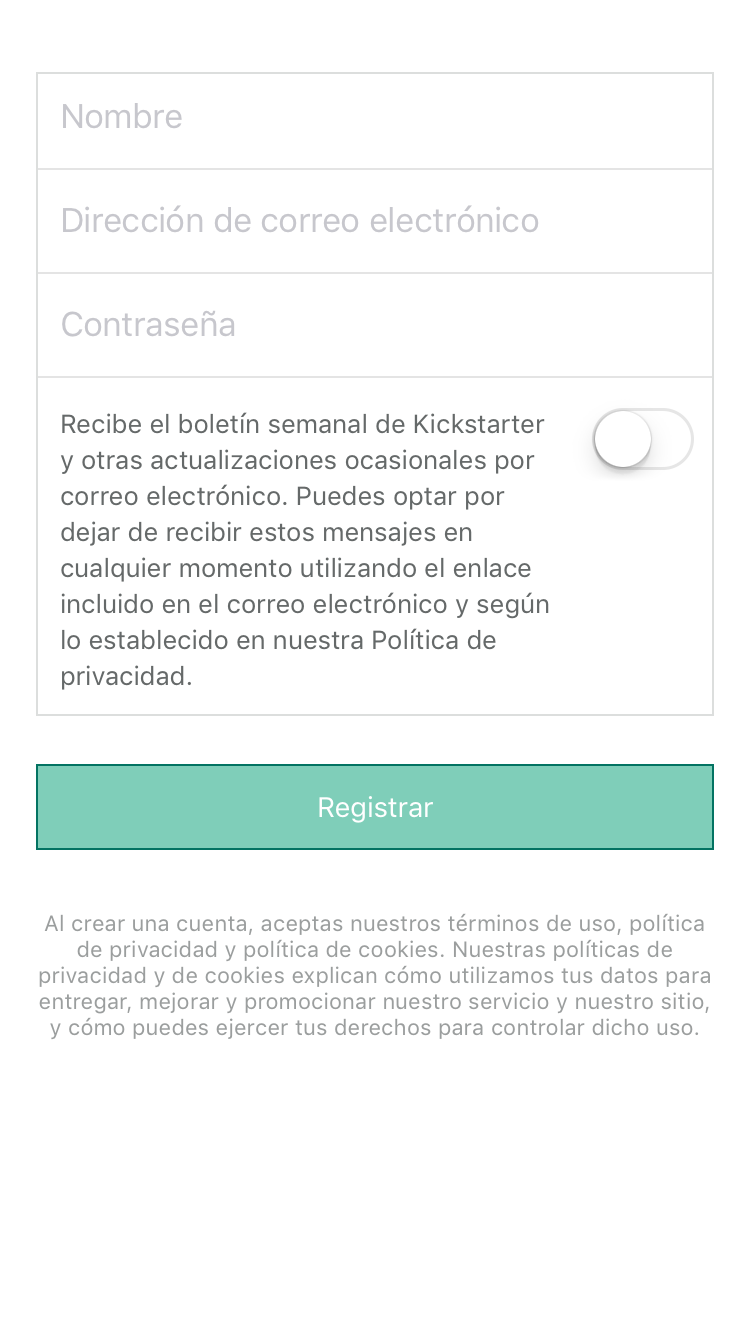 Nombre
Dirección de correo electrónico
Contraseña
Recibe el boletín semanal de Kickstarter
y otras actualizaciones ocasionales por
correo electrónico. Puedes optar por
dejar de recibir estos mensajes en
cualquier momento utilizando el enlace
incluido en el correo electrónico y según
lo establecido en nuestra Política de
privacidad.
Registrar
Al crear una cuenta, aceptas nuestros términos de uso, política
de privacidad y política de cookies. Nuestras políticas de
privacidad y de cookies explican cómo utilizamos tus datos para
entregar, mejorar y promocionar nuestro servicio y nuestro sitio,
y cómo puedes ejercer tus derechos para controlar dicho uso.